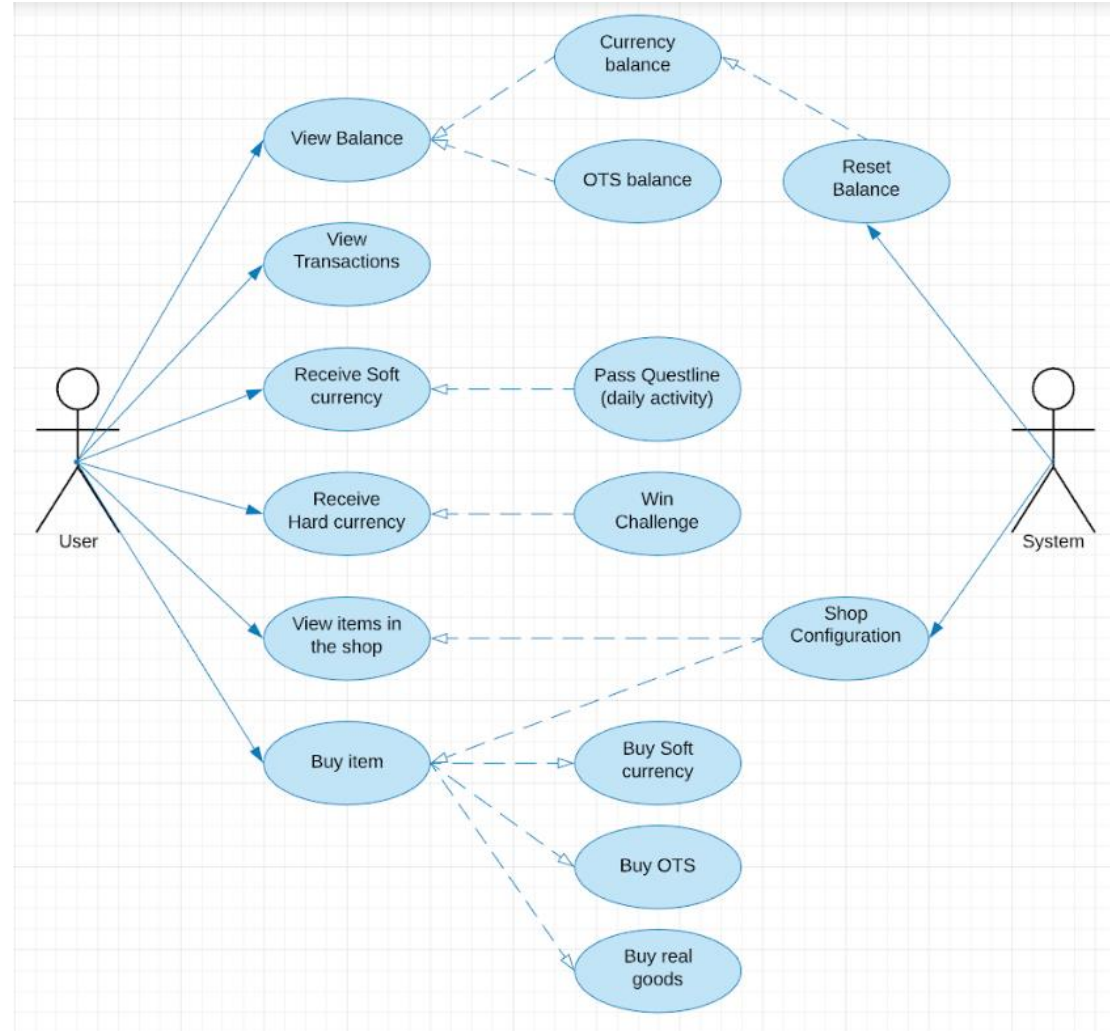 Currency
balance
View Balance
OTS balance
Reset
Balance
View
Transactions
Receive Soft
currency
Pass Questline
(daily activity)
Receive
Hard currency
Win
Challenge
User
System
View items in
the shop
Shop
Configuration
Buy item
Buy Soft
currency
Buy OTS
Buy real
goods